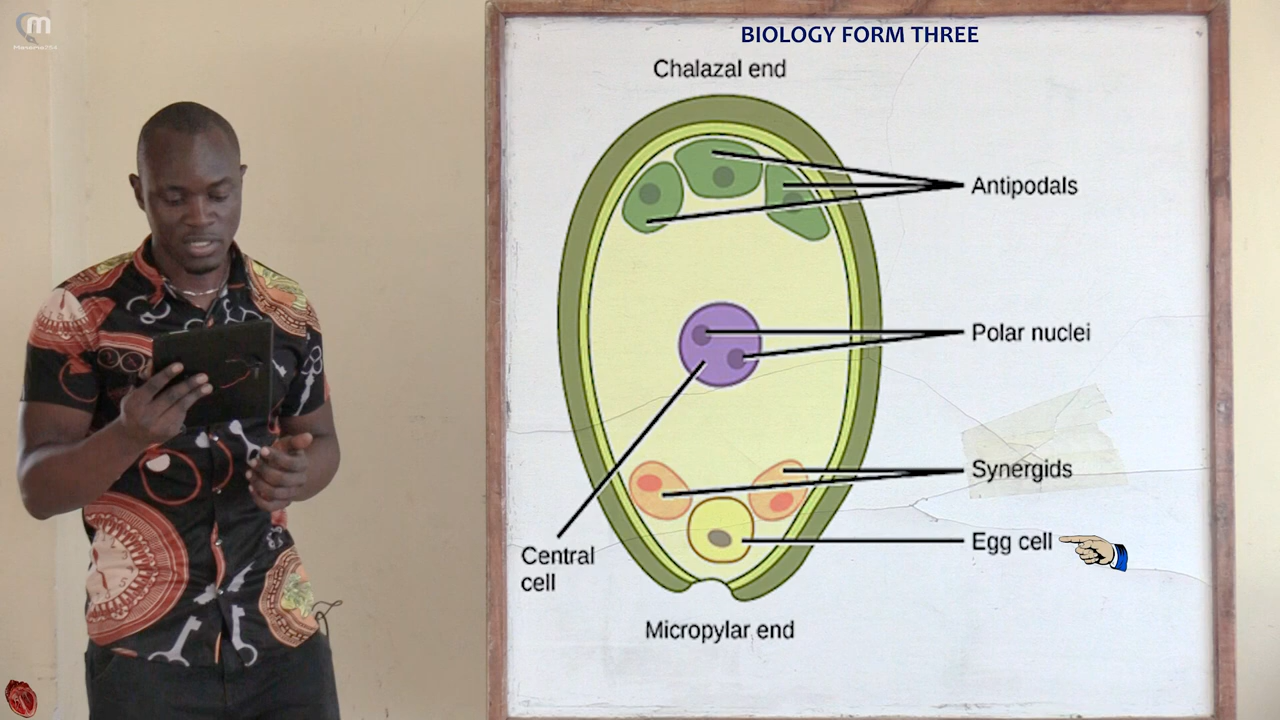 BIOLOGY FORM THREE
Chalazal end
Antipodals
Polar nuclei
Synergids
Egg cell
Central
cell
Micropylar end